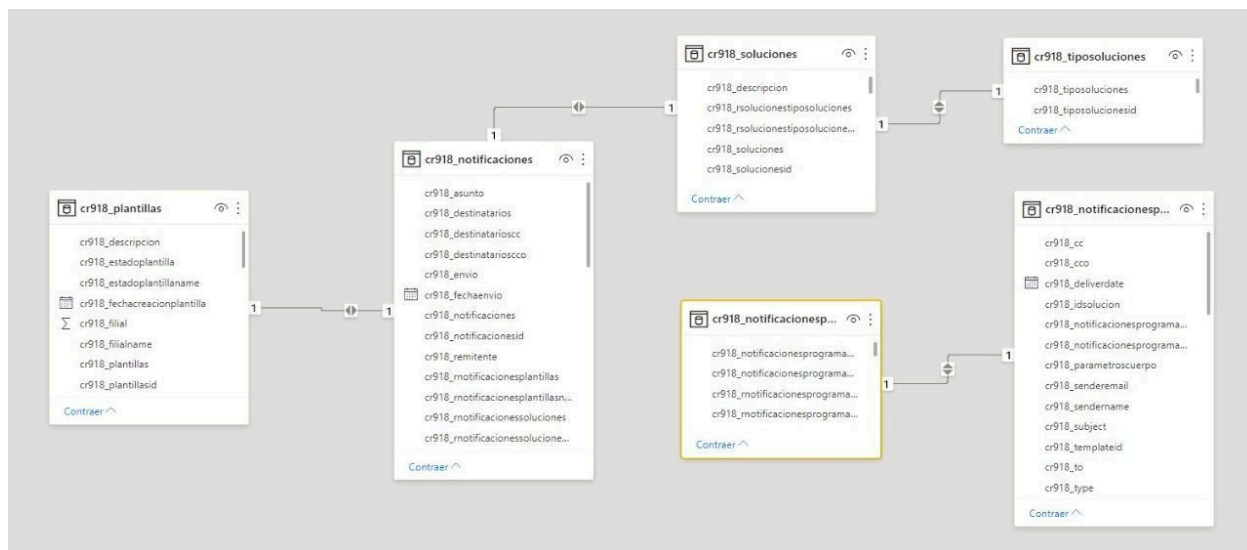 cr918_plantillas
cr918_descripcion
cr918_estadoplantilla
cr918_estadoplantillaname
cr918_fechacreacionplantilla
∑ cr918_filial
cr918_filialname
cr918_plantillas
cr918_plantillasid
Contraer
1
1
cr918_notificaciones
cr918_asunto
cr918_destinatarios
cr918_destinatarioscc
cr918_destinatarioscco
cr918_envio
cr918_fechaenvio
cr918_notificaciones
cr918_notificacionesid
cr918_remitente
cr918_rnotificacionesplantillas
cr918_rnotificacionesplantillasn...
cr918_rnotificacionessoluciones
cr918_rnotificacionessolucione...
Contraer
1
1
cr918_soluciones
cr918_descripcion
cr918_rsolucionestiposoluciones
cr918_rsolucionestiposolucione...
cr918_soluciones
cr918_solucionesid
Contraer
1
1
cr918_tiposoluciones
cr918_tiposoluciones
cr918_tiposolucionesid
Contraer
cr918_notificacionesp...
cr918_notificacionesprograma...
cr918_notificacionesprograma...
cr918_rnotificacionesprograma...
cr918_rnotificacionesprograma...
Contraer
1
1
cr918_notificacionesp...
cr918_cc
cr918_cco
cr918_deliverdate
cr918_idsolucion
cr918_notificacionesprograma...
cr918_notificacionesprograma...
cr918_parametroscuerpo
cr918_senderemail
cr918_sendername
cr918_subject
cr918_templateid
cr918_to
cr918_type
Contraer